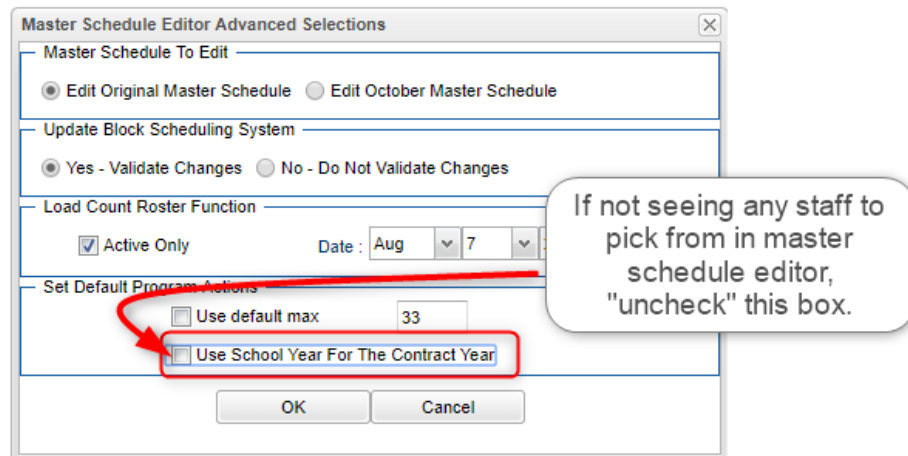 Master Schedule Editor Advanced Selections
Master Schedule To Edit
Edit Original Master Schedule Edit October Master Schedule
Update Block Scheduling System
Yes - Validate Changes No - Do Not Validate Changes
Load Count Roster Function
Active Only Date : Aug 7
If not seeing any staff to
pick from in master
schedule editor,
"uncheck" this box.
Set Default Program Actions
Use default max 33
Use School Year For The Contract Year
OK Cancel